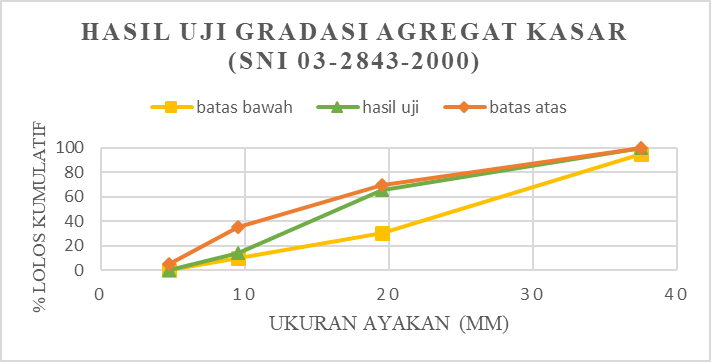 HASIL UJI GRADASI AGREGAT KASAR
(SNI 03-2843-2000)
batas bawah hasil uji batas atas
% LOLOS KUMULATIF
100
80
60
40
20
0
0 10 20 30 40
UKURAN AYAKAN (MM)